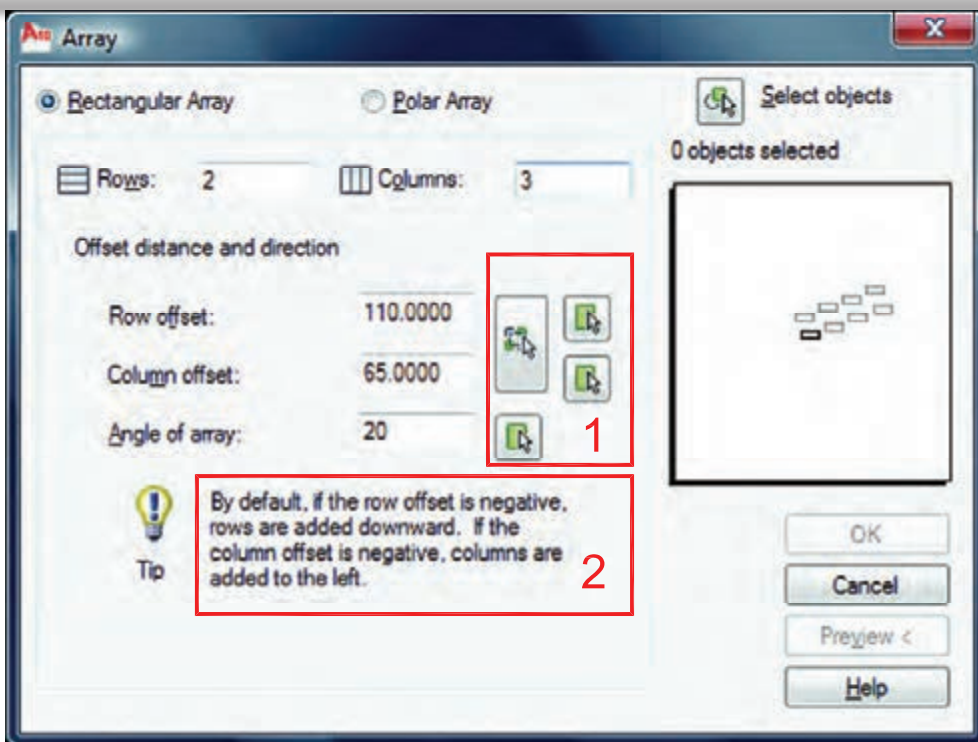 Array
Rectangular Array Polar Array
Select objects
0 objects selected
Rows: 2 Columns: 3
Offset distance and direction
Row offset: 110.0000
Column offset: 65.0000
Angle of array: 20
1
Tip
By default, if the row offset is negative,
rows are added downward. If the
column offset is negative, columns are
added to the left.
2
OK
Cancel
Preview <
Help